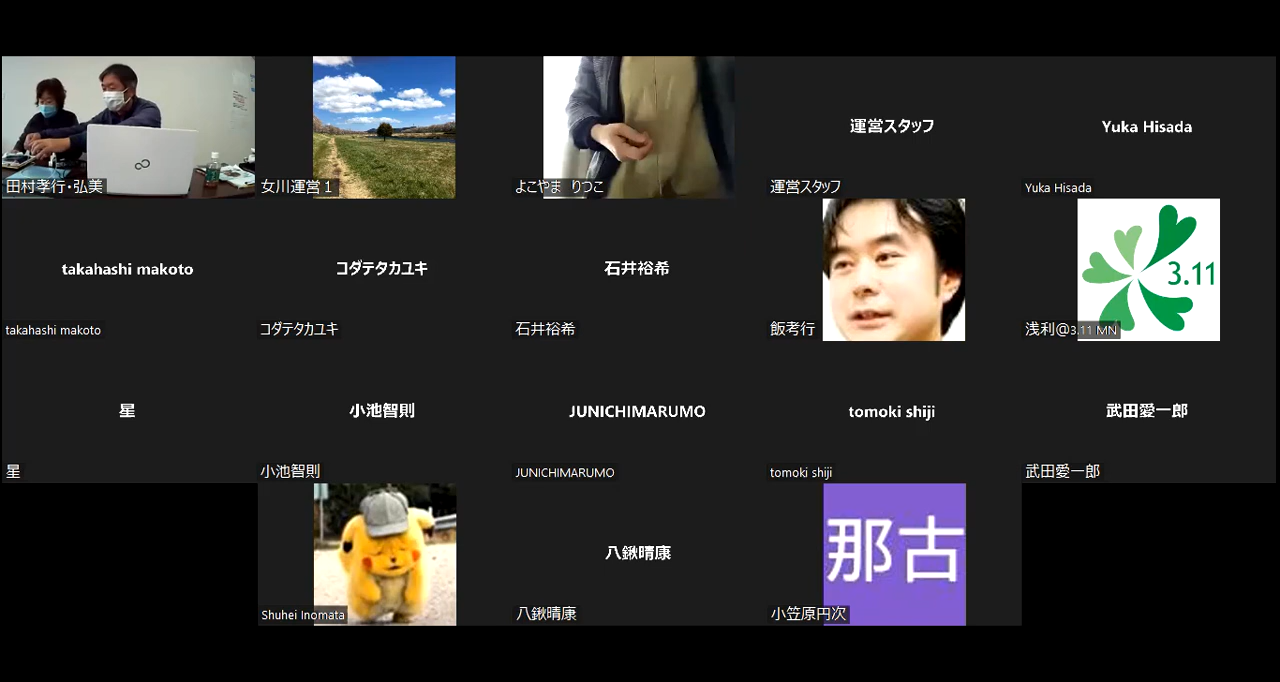 田村孝行・弘美
女川運営１
よこやま　りつこ
運営スタッフ
運営スタッフ
Yuka Hisada
Yuka Hisada
takahashi makoto
takahashi makoto
コダテタカユキ
コダテタカユキ
石井裕希
石井裕希
飯考行
3.11
浅利@3.11 MN
星
星
小池智則
小池智則
JUNICHIMARUMO
JUNICHIMARUMO
tomoki shiji
tomoki shiji
武田愛一郎
武田愛一郎
Shuhei Inomata
八鍬晴康
八鍬晴康
那古
小笠原円次